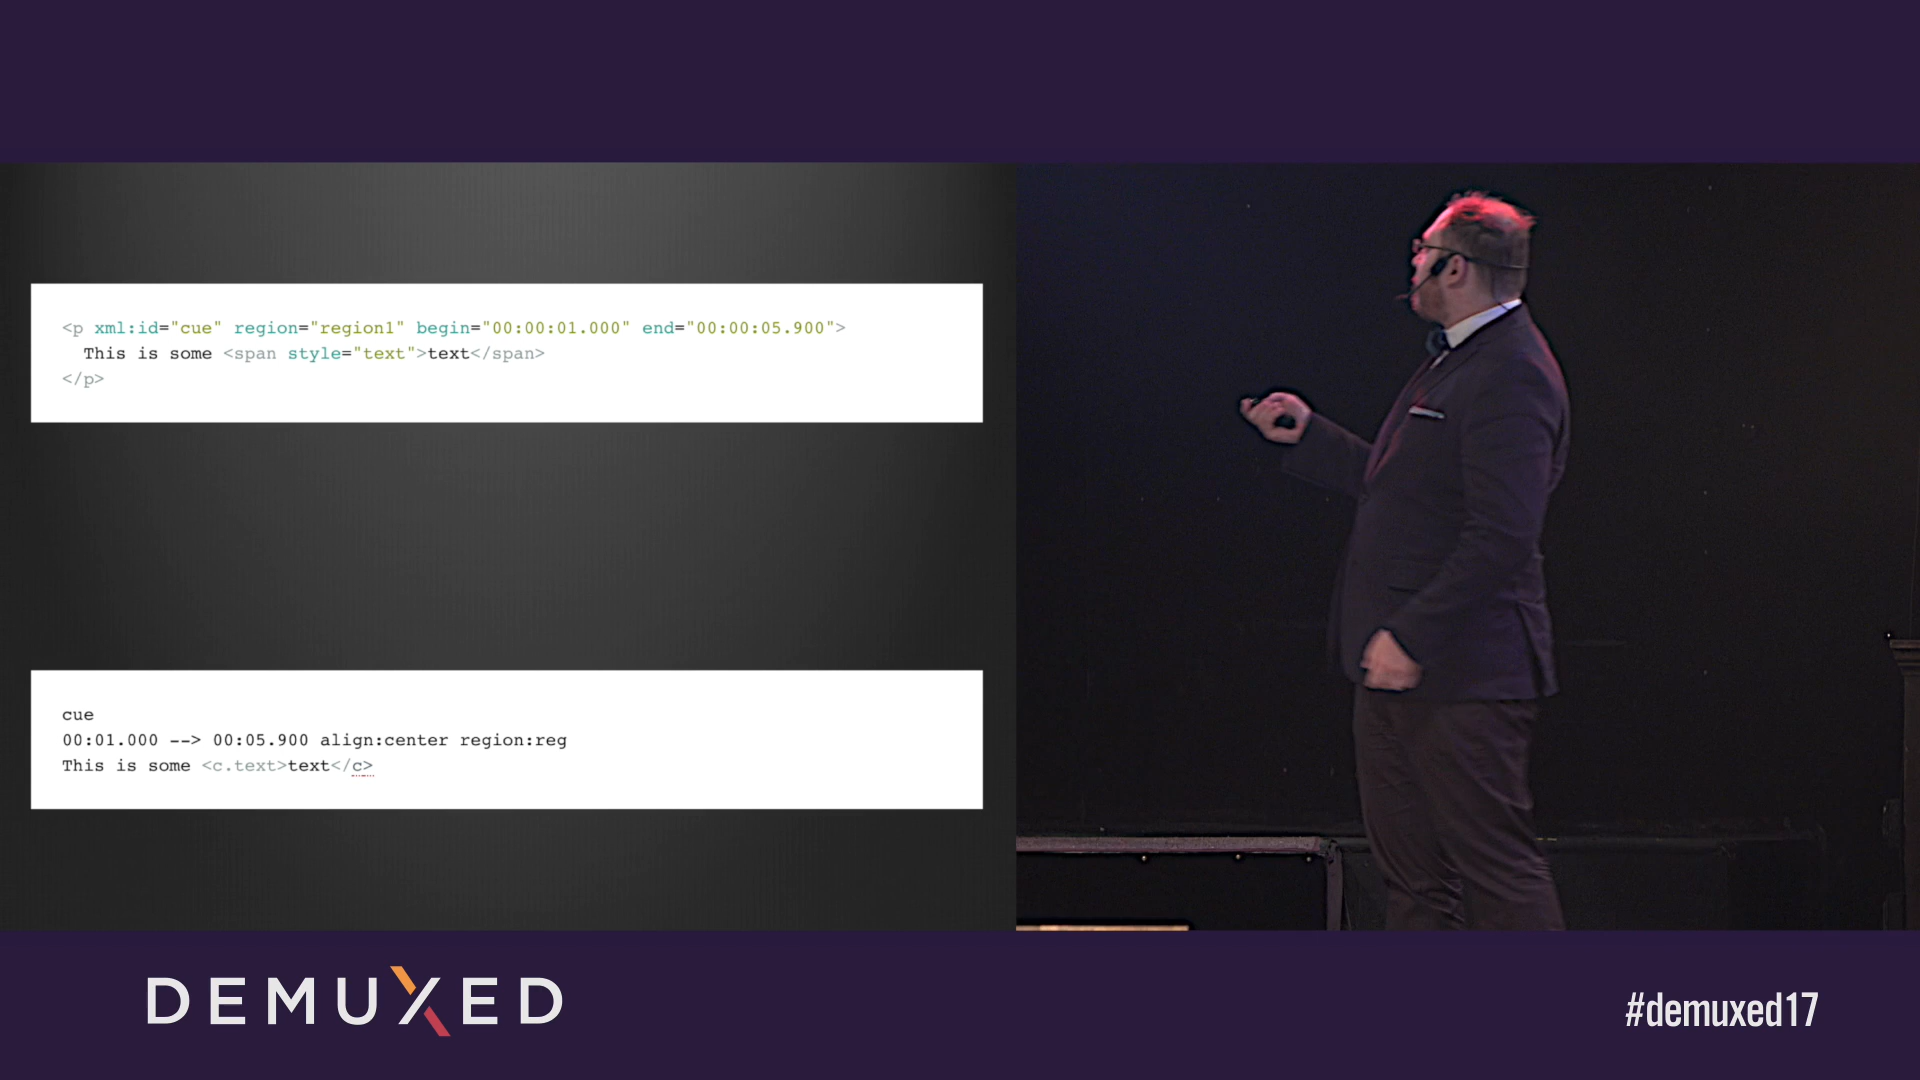 <p xml:id="cue" region="region1" begin="00:00:01.000" end="00:00:05.900">
This is some <span style="text">text</span>
</p>
cue
00:01.000 --> 00:05.900 align:center region:reg
This is some <c.text>text</c>
DEMUXED
#demuxed17